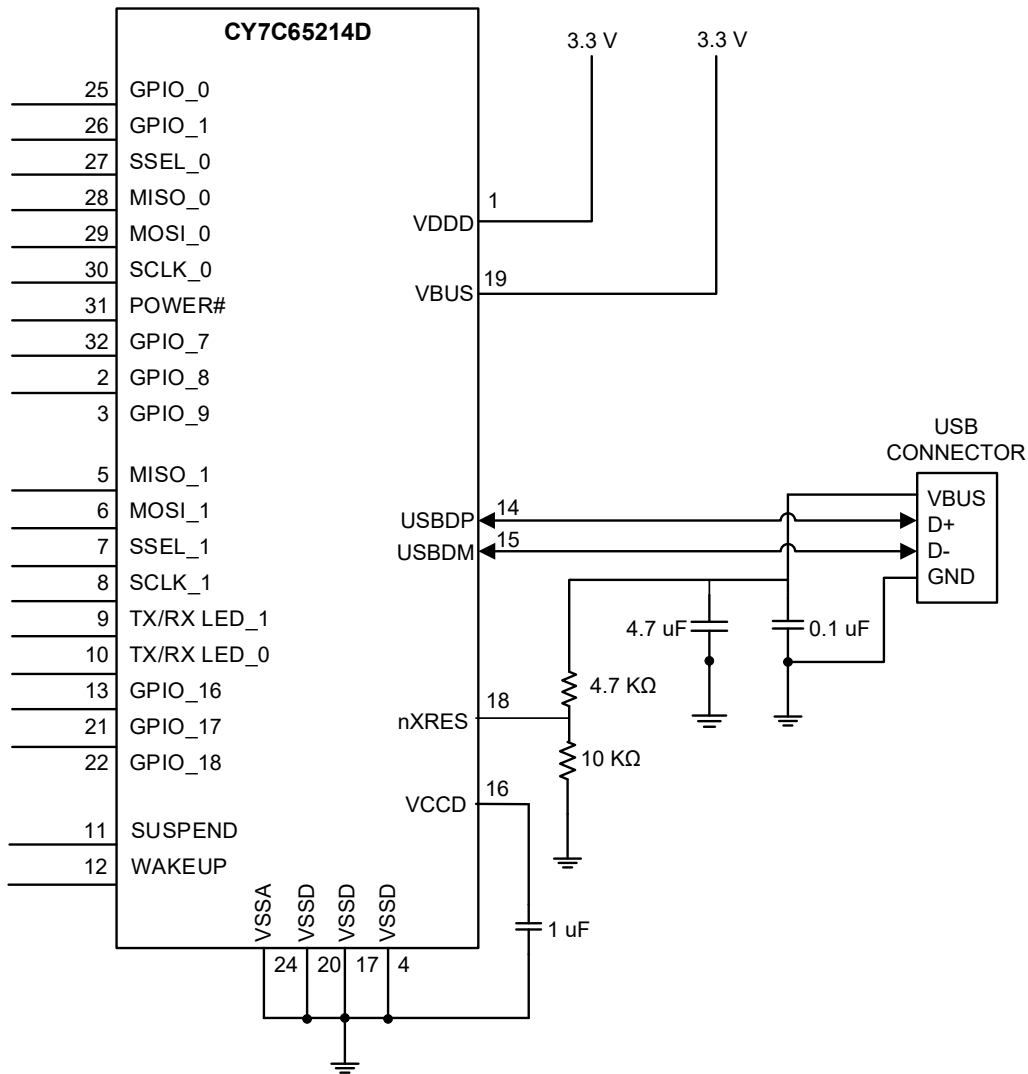 CY7C65214D
3.3 V
3.3 V
25 GPIO_0
26 GPIO_1
27 SSEL_0
28 MISO_0
29 MOSI_0
30 SCLK_0
31 POWER#
32 GPIO_7
2 GPIO_8
3 GPIO_9
5 MISO_1
6 MOSI_1
7 SSEL_1
8 SCLK_1
9 TX/RX LED_1
10 TX/RX LED_0
13 GPIO_16
21 GPIO_17
22 GPIO_18
11 SUSPEND
12 WAKEUP
VDDD 1
VBUS 19
USBDP 14
USBDM 15
nXRES 18
VCCD 16
VSSA
VSSD
VSSD
VSSD
24 20 17 4
USB
CONNECTOR
VBUS
D+
D-
GND
4.7 uF
0.1 uF
4.7 KΩ
10 KΩ
1 uF